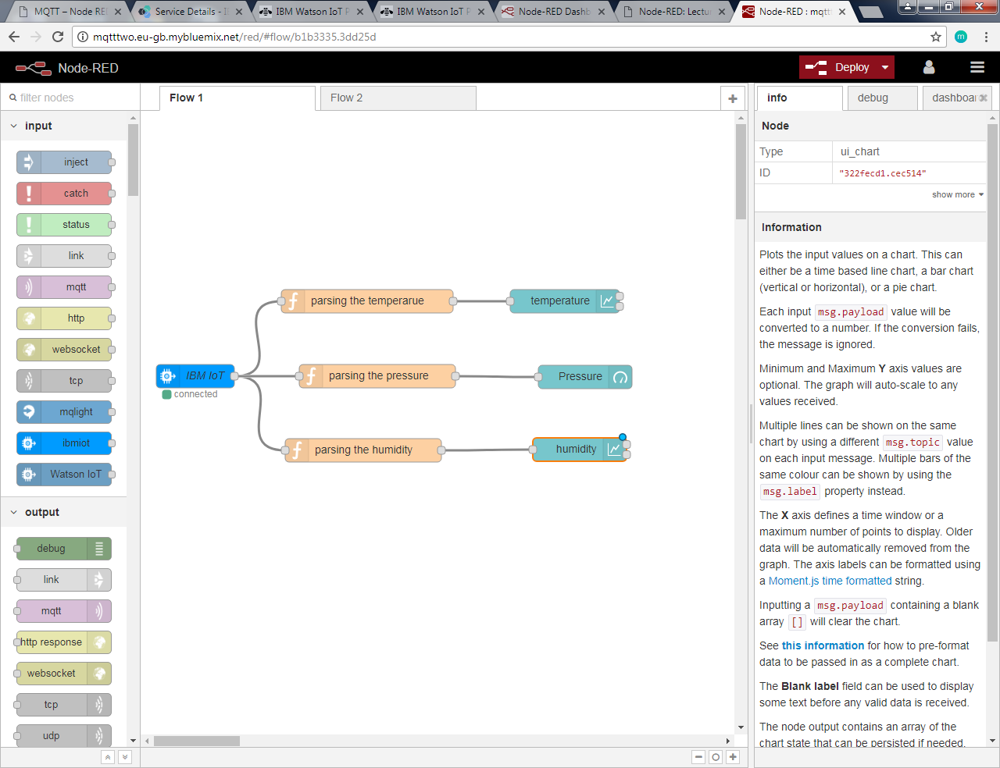 MQTT – Node RE
Service Details - I
IBM Watson IoT P
IBM Watson IoT P
Node-RED Dashb
Node-RED: Lectu
Node-RED : mqtt
mqtttwo.eu-gb.mybluemix.net/red/#flow/b1b3335.3dd25d
m
Node-RED
Deploy
filter nodes
Flow 1
Flow 2
info
debug
dashboar
input
inject
catch
status
link
mqtt
http
websocket
tcp
mqlight
ibmiot
Watson IoT
output
debug
link
mqtt
http response
websocket
tcp
udp
parsing the temperarue
temperature
IBM IoT
connected
parsing the pressure
Pressure
parsing the humidity
humidity
Node
Type
ui_chart
ID
"322fecd1.cec514"
show more
Information
Plots the input values on a chart. This can
either be a time based line chart, a bar chart
(vertical or horizontal), or a pie chart.
Each input msg.payload value will be
converted to a number. If the conversion fails,
the message is ignored.
Minimum and Maximum Y axis values are
optional. The graph will auto-scale to any
values received.
Multiple lines can be shown on the same
chart by using a different msg.topic value
on each input message. Multiple bars of the
same colour can be shown by using the
msg.label property instead.
The X axis defines a time window or a
maximum number of points to display. Older
data will be automatically removed from the
graph. The axis labels can be formatted using
a Moment.js time formatted string.
Inputting a msg.payload containing a blank
array [] will clear the chart.
See this information for how to pre-format
data to be passed in as a complete chart.
The Blank label field can be used to display
some text before any valid data is received.
The node output contains an array of the
chart state that can be persisted if needed.